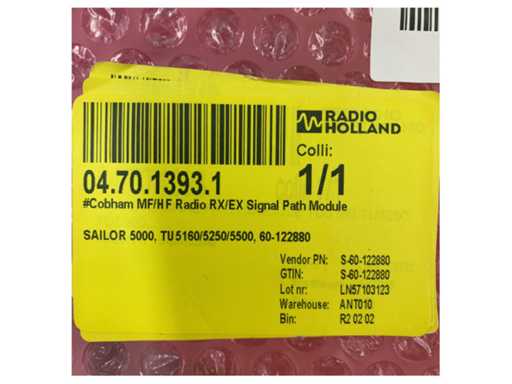 RADIO
HOLLAND
Colli:
04.70.1393.1
1/1
#Cobham MF/HF Radio RX/EX Signal Path Module
SAILOR 5000, TU5160/5250/5500, 60-122880
Vendor PN: S-60-122880
GTIN: S-60-122880
Lot nr: LN57103123
Warehouse: ANT010
Bin: R2 02 02